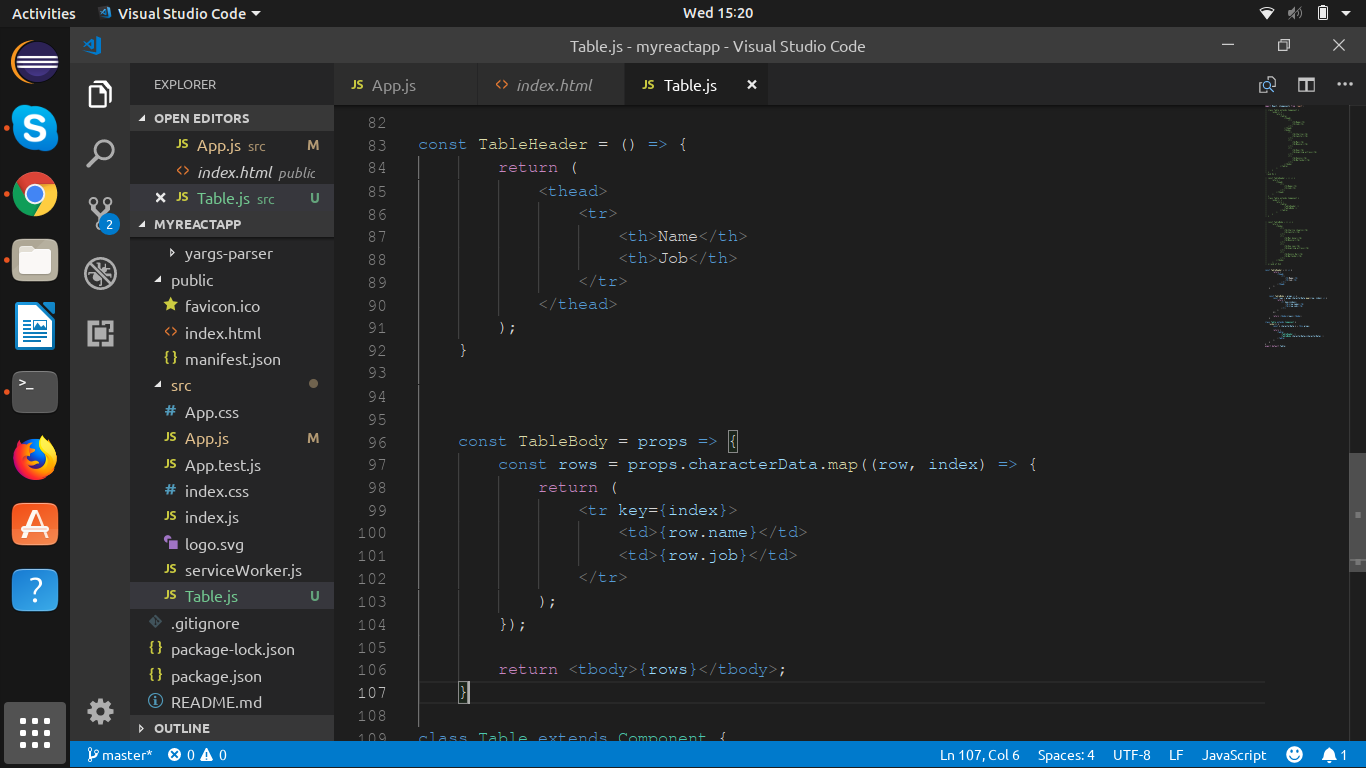 Activities Visual Studio Code Wed 15:20
Table.js - myreactapp - Visual Studio Code
EXPLORER
OPEN EDITORS
JS App.js src M
<> index.html public
JS Table.js src U
MYREACTAPP
yargs-parser
public
favicon.ico
<> index.html
{} manifest.json
src
# App.css
JS App.js M
JS App.test.js
# index.css
JS index.js
logo.svg
JS serviceWorker.js
JS Table.js U
.gitignore
{} package-lock.json
{} package.json
README.md
OUTLINE
2
JS App.js <> index.html JS Table.js
82
83 const TableHeader = () => {
84 return (
85 <thead>
86 <tr>
87 <th>Name</th>
88 <th>Job</th>
89 </tr>
90 </thead>
91 );
92 }
93
94
95
96 const TableBody = props => {
97 const rows = props.characterData.map((row, index) => {
98 return (
99 <tr key={index}>
100 <td>{row.name}</td>
101 <td>{row.job}</td>
102 </tr>
103 );
104 });
105
106 return <tbody>{rows}</tbody>;
107 }
108
109 class Table extends Component {
master* 0 0 Ln 107, Col 6 Spaces: 4 UTF-8 LF JavaScript 1